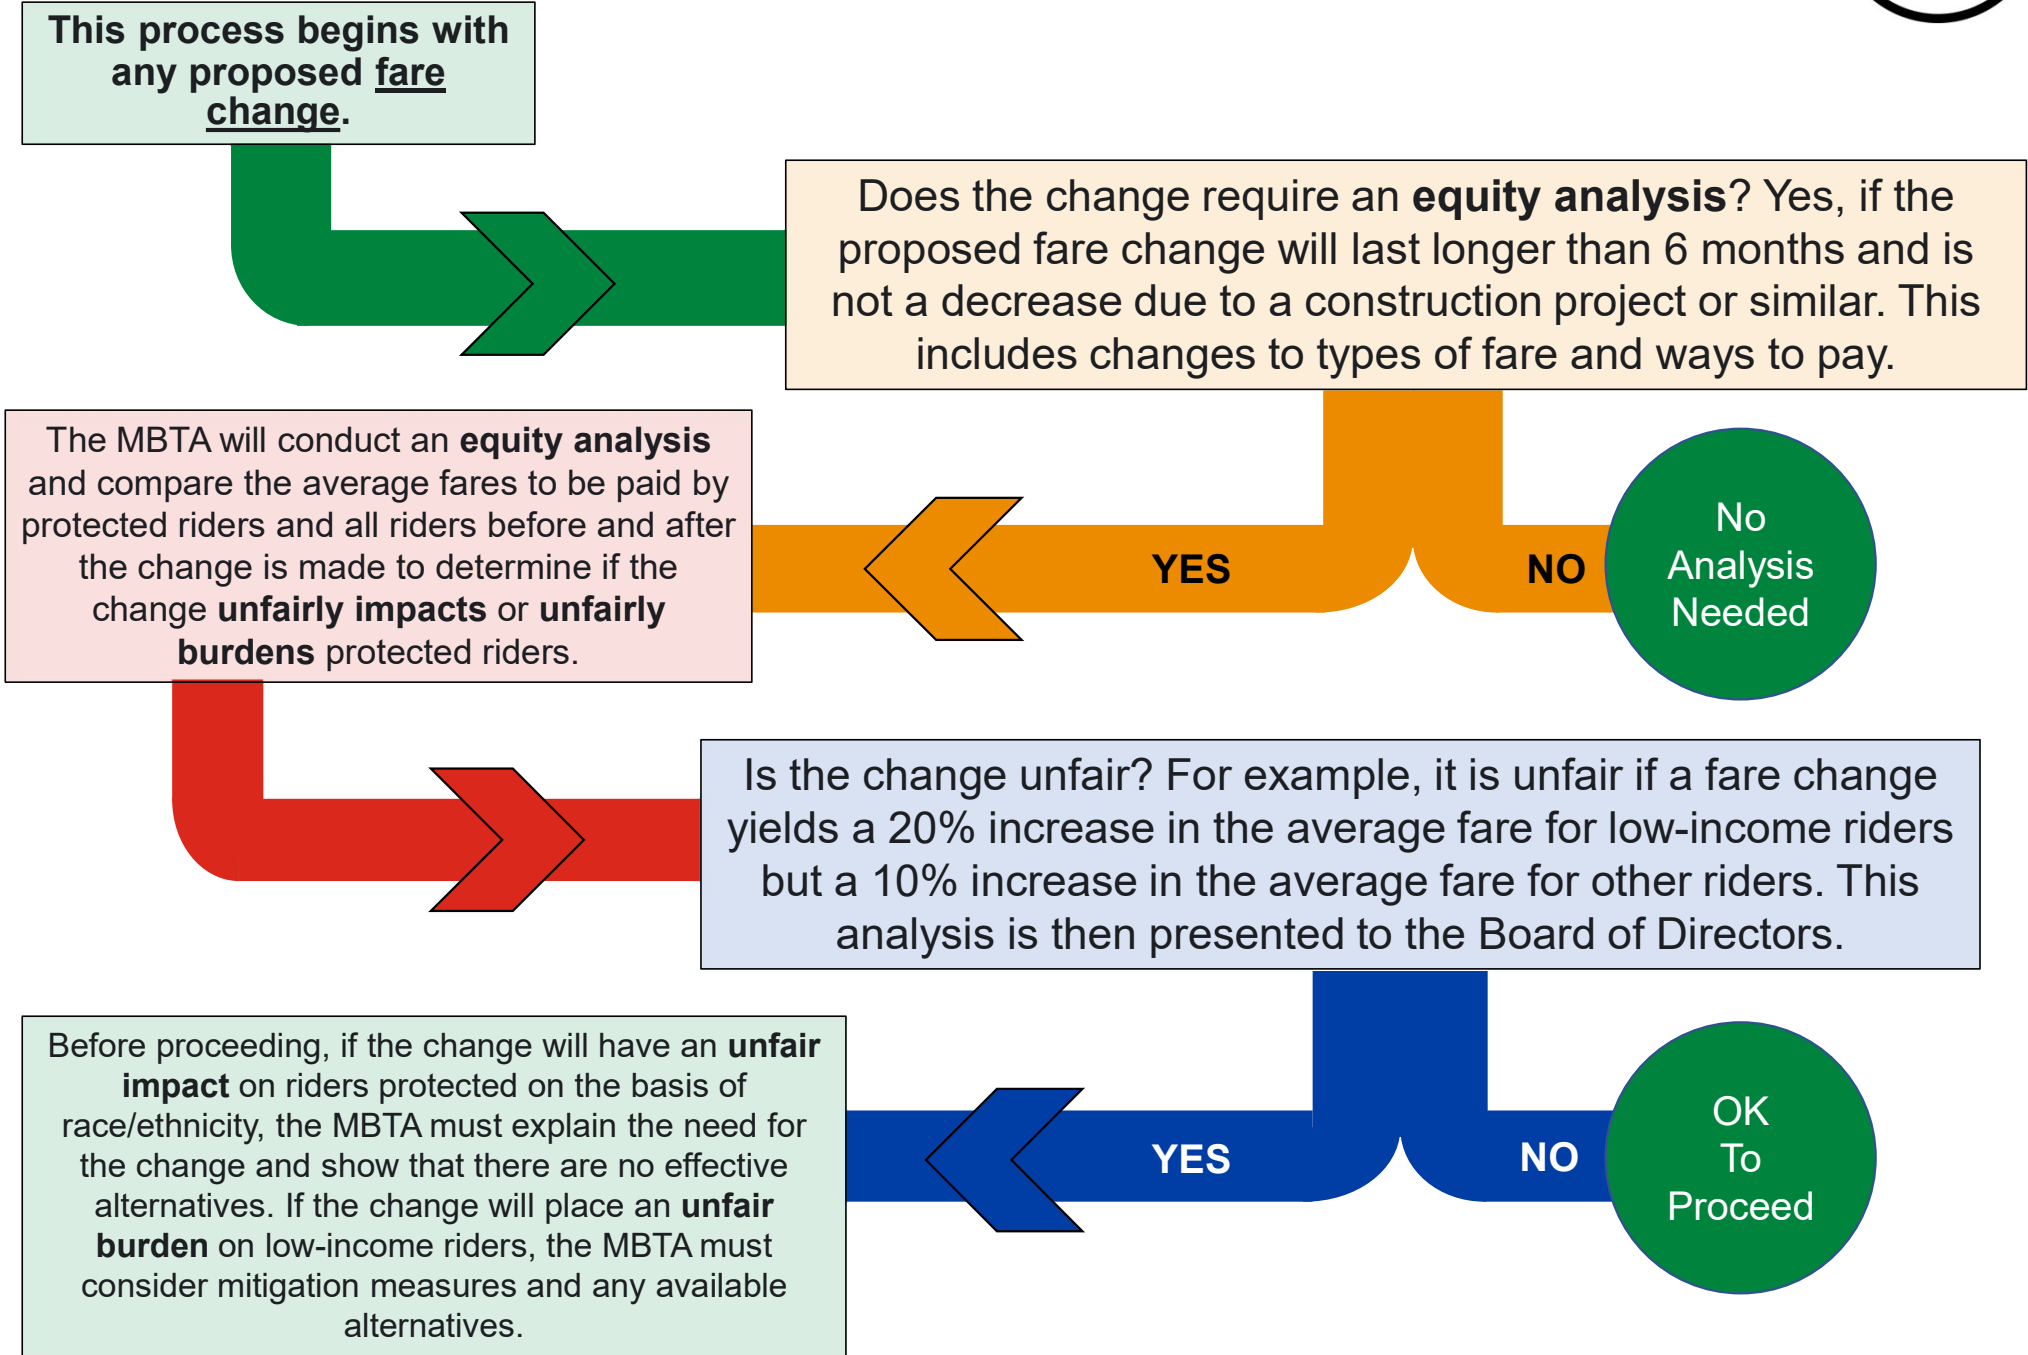 This process begins with
any proposed fare
change.
Does the change require an equity analysis? Yes, if the
proposed fare change will last longer than 6 months and is
not a decrease due to a construction project or similar. This
includes changes to types of fare and ways to pay.
The MBTA will conduct an equity analysis
and compare the average fares to be paid by
protected riders and all riders before and after
the change is made to determine if the
change unfairly impacts or unfairly
burdens protected riders.
YES
NO
No
Analysis
Needed
Is the change unfair? For example, it is unfair if a fare change
yields a 20% increase in the average fare for low-income riders
but a 10% increase in the average fare for other riders. This
analysis is then presented to the Board of Directors.
Before proceeding, if the change will have an unfair
impact on riders protected on the basis of
race/ethnicity, the MBTA must explain the need for
the change and show that there are no effective
alternatives. If the change will place an unfair
burden on low-income riders, the MBTA must
consider mitigation measures and any available
alternatives.
YES
NO
OK
To
Proceed